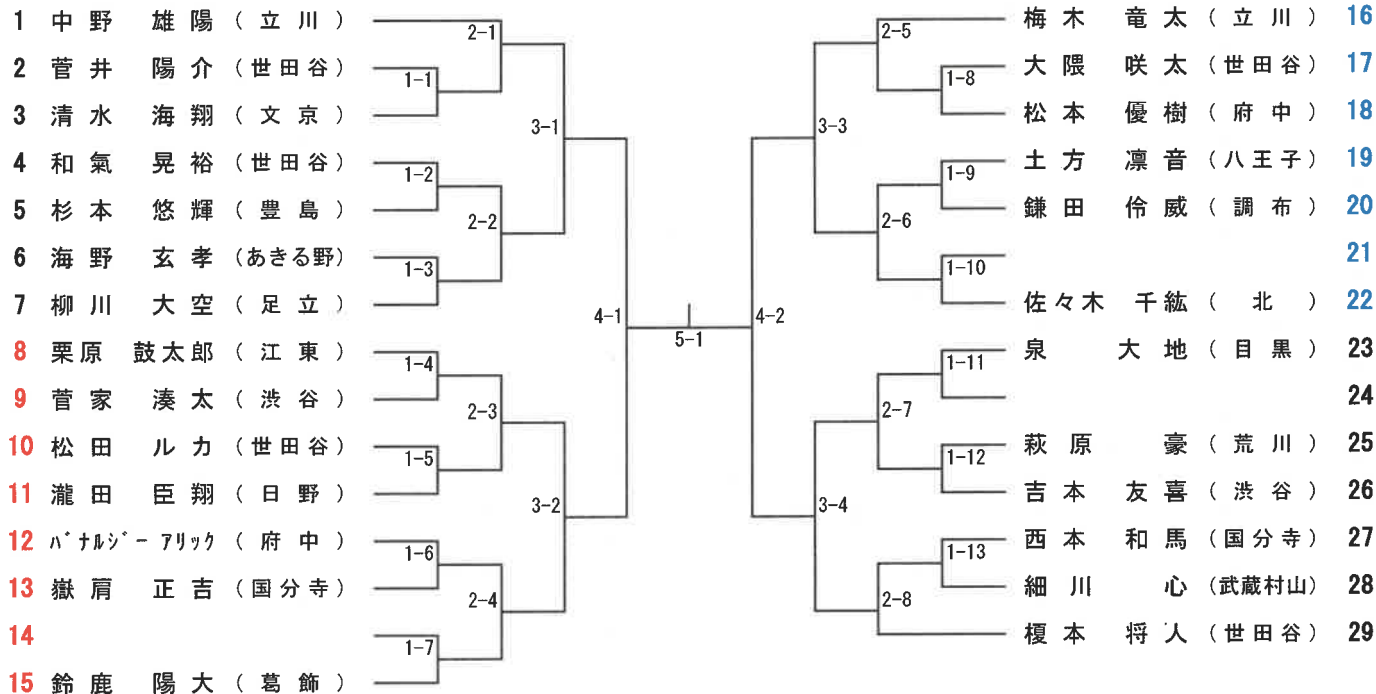 1 中野 雄陽 (立川)
2 菅井 陽介 (世田谷)
3 清水 海翔 (文京)
4 和氣 晃裕 (世田谷)
5 杉本 悠輝 (豊島)
6 海野 玄孝 (あきる野)
7 柳川 大空 (足立)
8 栗原 鼓太郎 (江東)
9 菅家 湊太 (渋谷)
10 松田 ルカ (世田谷)
11 瀧田 臣翔 (日野)
12 バナルジー アリック (府中)
13 嶽肩 正吉 (国分寺)
14
15 鈴鹿 陽大 (葛飾)
2-1
1-1
3-1
1-2
2-2
1-3
4-1
1-4
2-3
1-5
3-2
1-6
2-4
1-7
5-1
2-5
1-8
3-3
1-9
2-6
1-10
4-2
1-11
2-7
1-12
3-4
1-13
2-8
梅木 竜太 (立川) 16
大隈 咲太 (世田谷) 17
松本 優樹 (府中) 18
土方 凛音 (八王子) 19
鎌田 伶威 (調布) 20
21
佐々木 千紘 (北) 22
泉 大地 (目黒) 23
24
萩原 豪 (荒川) 25
吉本 友喜 (渋谷) 26
西本 和馬 (国分寺) 27
細川 心 (武蔵村山) 28
榎本 将人 (世田谷) 29